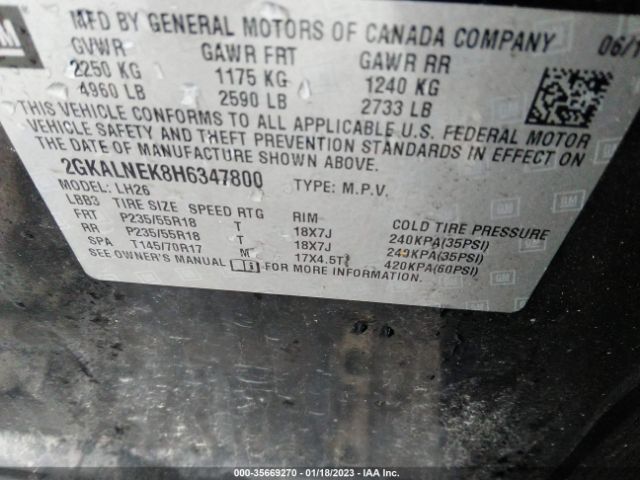 GM
MFD BY GENERAL MOTORS OF CANADA COMPANY 06/1
GVWR GAWR FRT GAWR RR
2250 KG 1175 KG 1240 KG
4960 LB 2590 LB 2733 LB
THIS VEHICLE CONFORMS TO ALL APPLICABLE U.S. FEDERAL MOTOR
VEHICLE SAFETY AND THEFT PREVENTION STANDARDS IN EFFECT ON
THE DATE OF MANUFACTURE SHOWN ABOVE.
2GKALNEK8H6347800 TYPE: M.P.V.
MODEL: LH26
LBB3 TIRE SIZE SPEED RTG RIM COLD TIRE PRESSURE
FRT P235/55R18 T 18X7J 240KPA(35PSI)
RR P235/55R18 T 18X7J 240KPA(35PSI)
SPA T145/70R17 M 17X4.5T 420KPA(60PSI)
SEE OWNER'S MANUAL i FOR MORE INFORMATION.
000-35669270 - 01/18/2023 - IAA Inc.